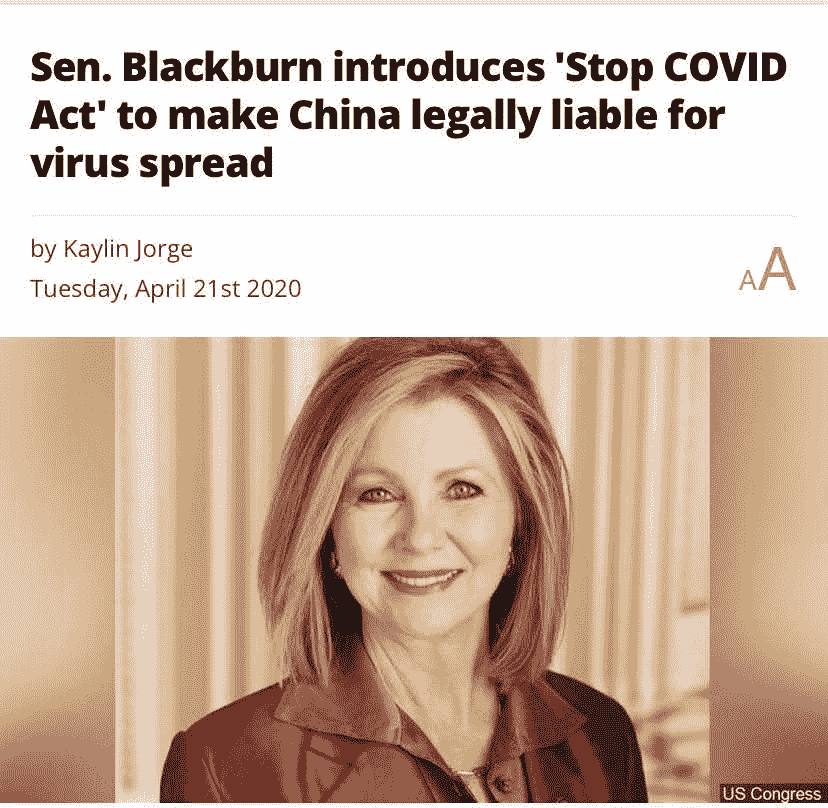 Sen. Blackburn introduces 'Stop COVID
Act' to make China legally liable for
virus spread
by Kaylin Jorge
Tuesday, April 21st 2020
AA
US Congress